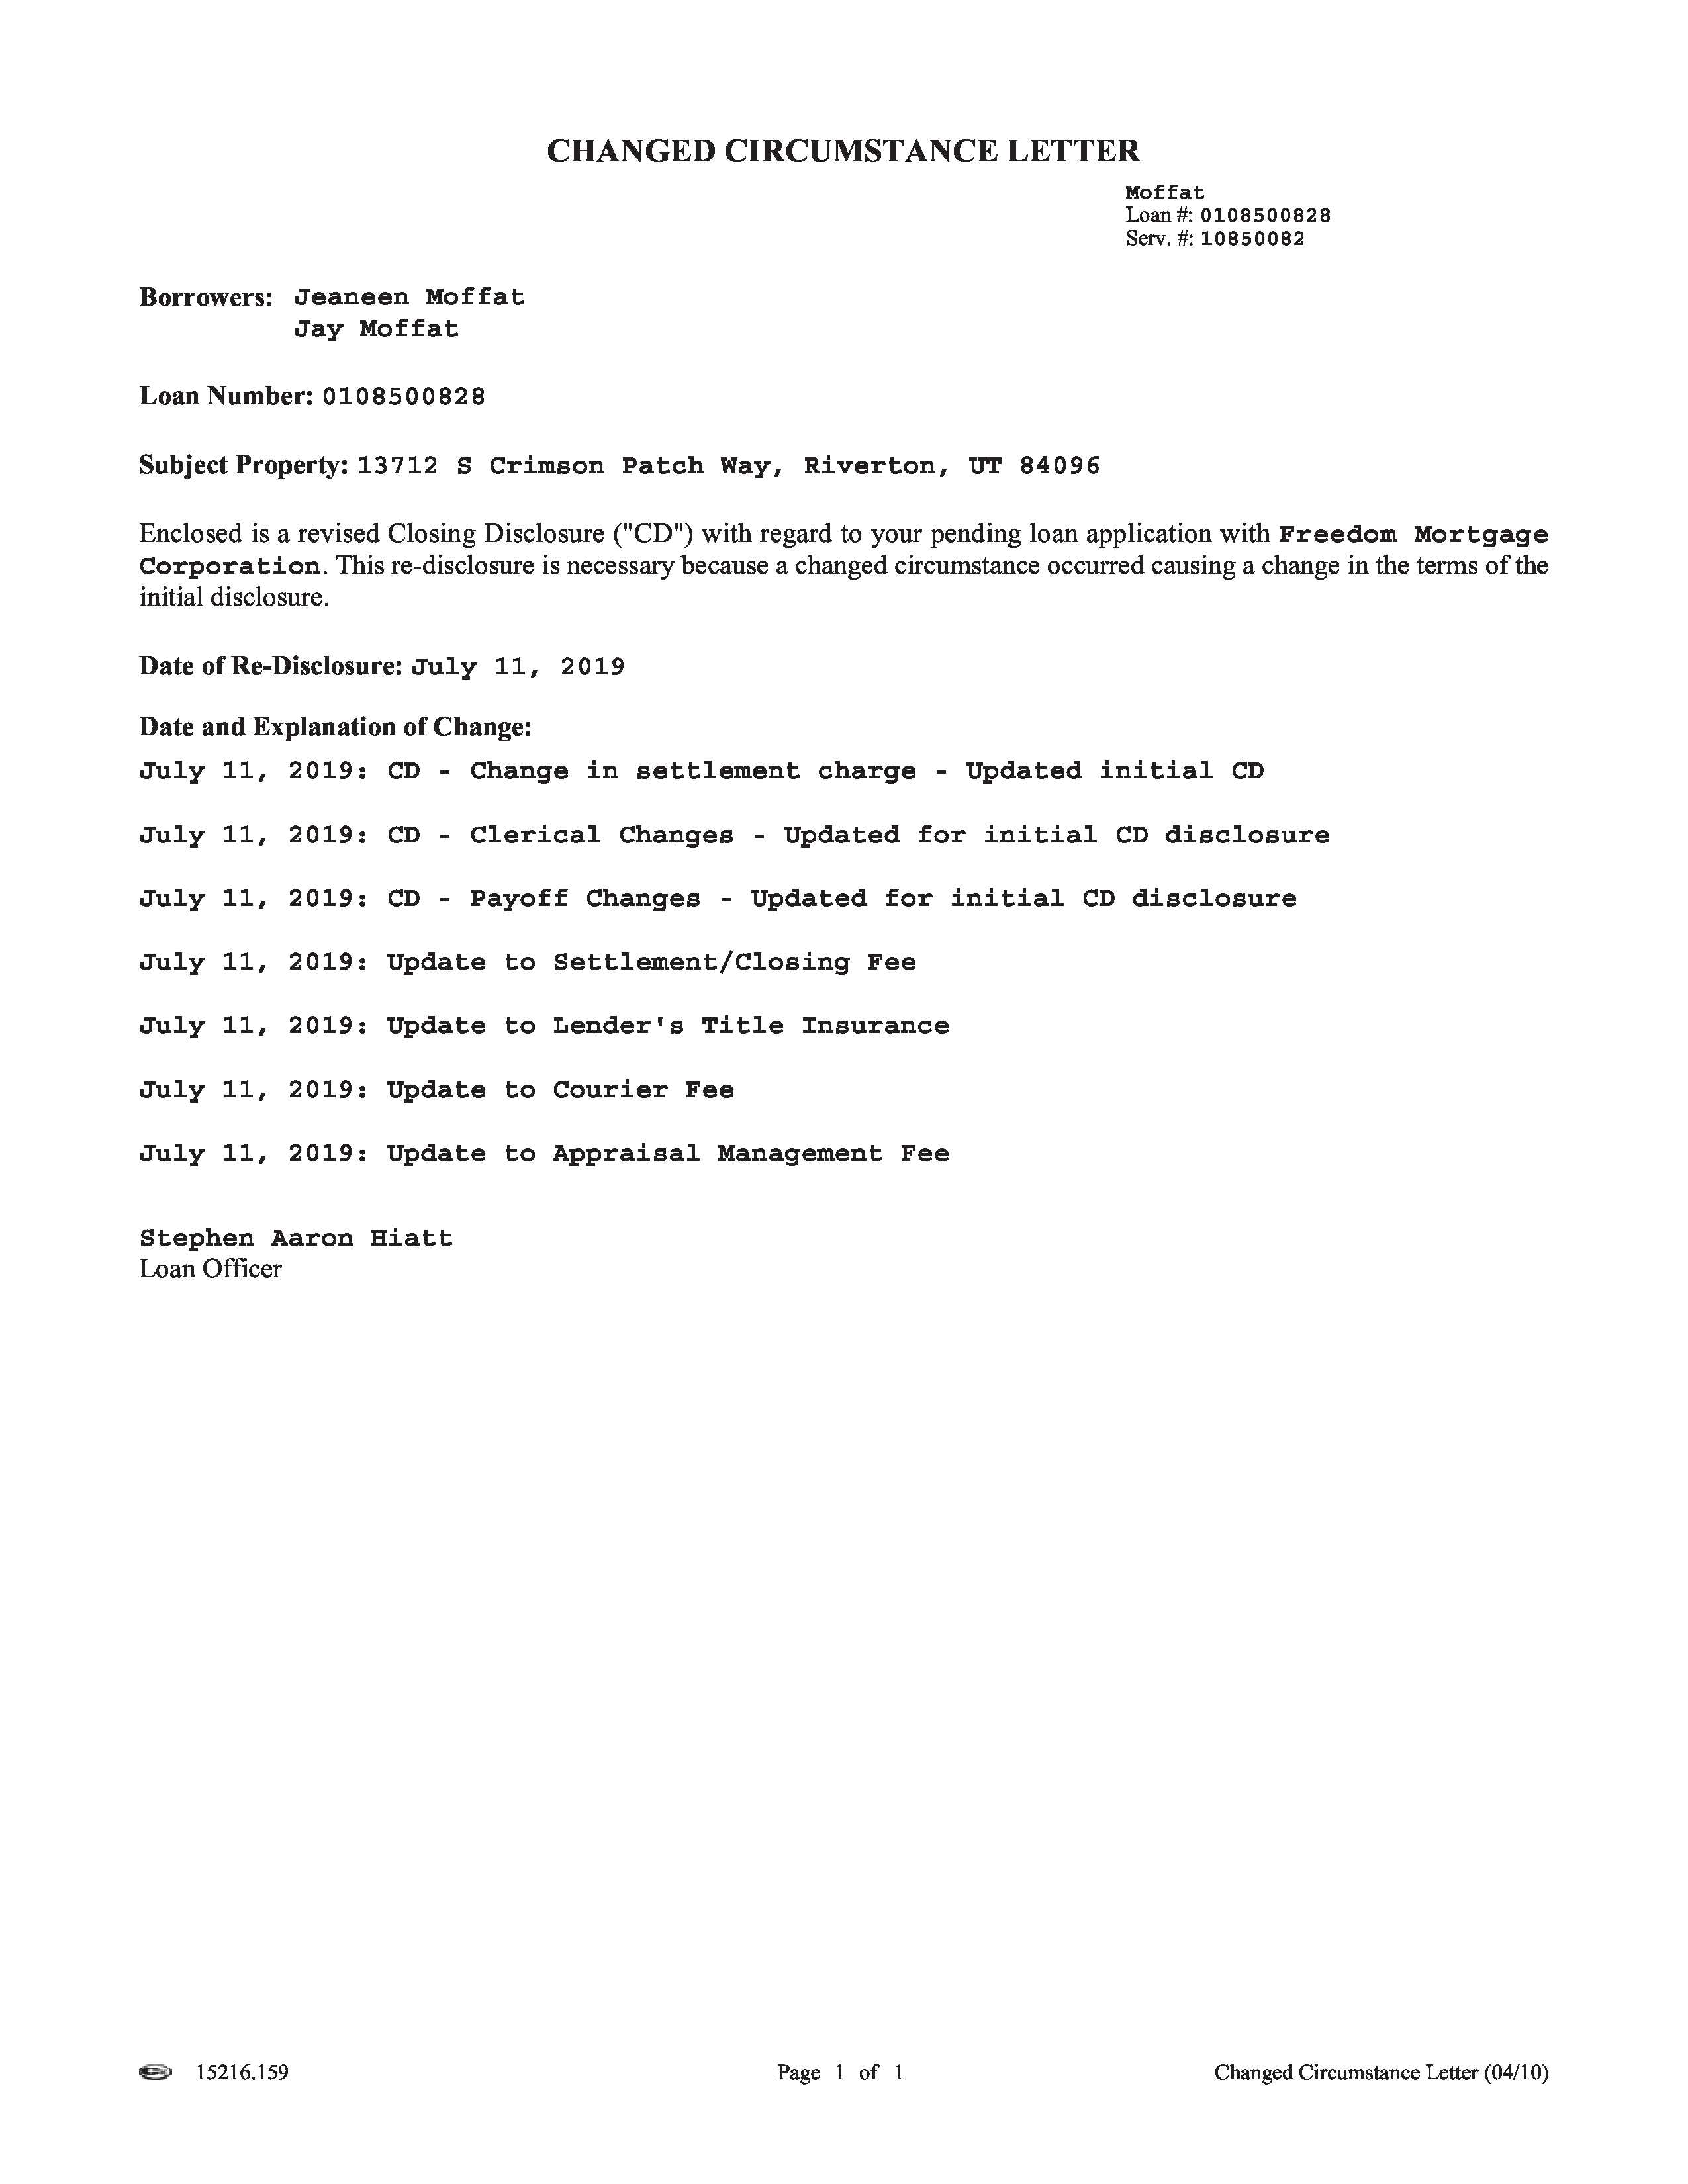 CHANGED CIRCUMSTANCE LETTER
Moffat
Loan #: 0108500828
Serv. #: 10850082
Borrowers: Jeaneen Moffat
Jay Moffat
Loan Number: 0108500828
Subject Property: 13712 S Crimson Patch Way, Riverton, UT 84096
Enclosed is a revised Closing Disclosure ("CD") with regard to your pending loan application with Freedom Mortgage
Corporation. This re-disclosure is necessary because a changed circumstance occurred causing a change in the terms of the
initial disclosure.
Date of Re-Disclosure: July 11, 2019
Date and Explanation of Change:
July 11, 2019: CD - Change in settlement charge - Updated initial CD
July 11, 2019: CD - Clerical Changes - Updated for initial CD disclosure
July 11, 2019: CD - Payoff Changes - Updated for initial CD disclosure
July 11, 2019: Update to Settlement/Closing Fee
July 11, 2019: Update to Lender's Title Insurance
July 11, 2019: Update to Courier Fee
July 11, 2019: Update to Appraisal Management Fee
Stephen Aaron Hiatt
Loan Officer
15216.159 Page 1 of 1 Changed Circumstance Letter (04/10)